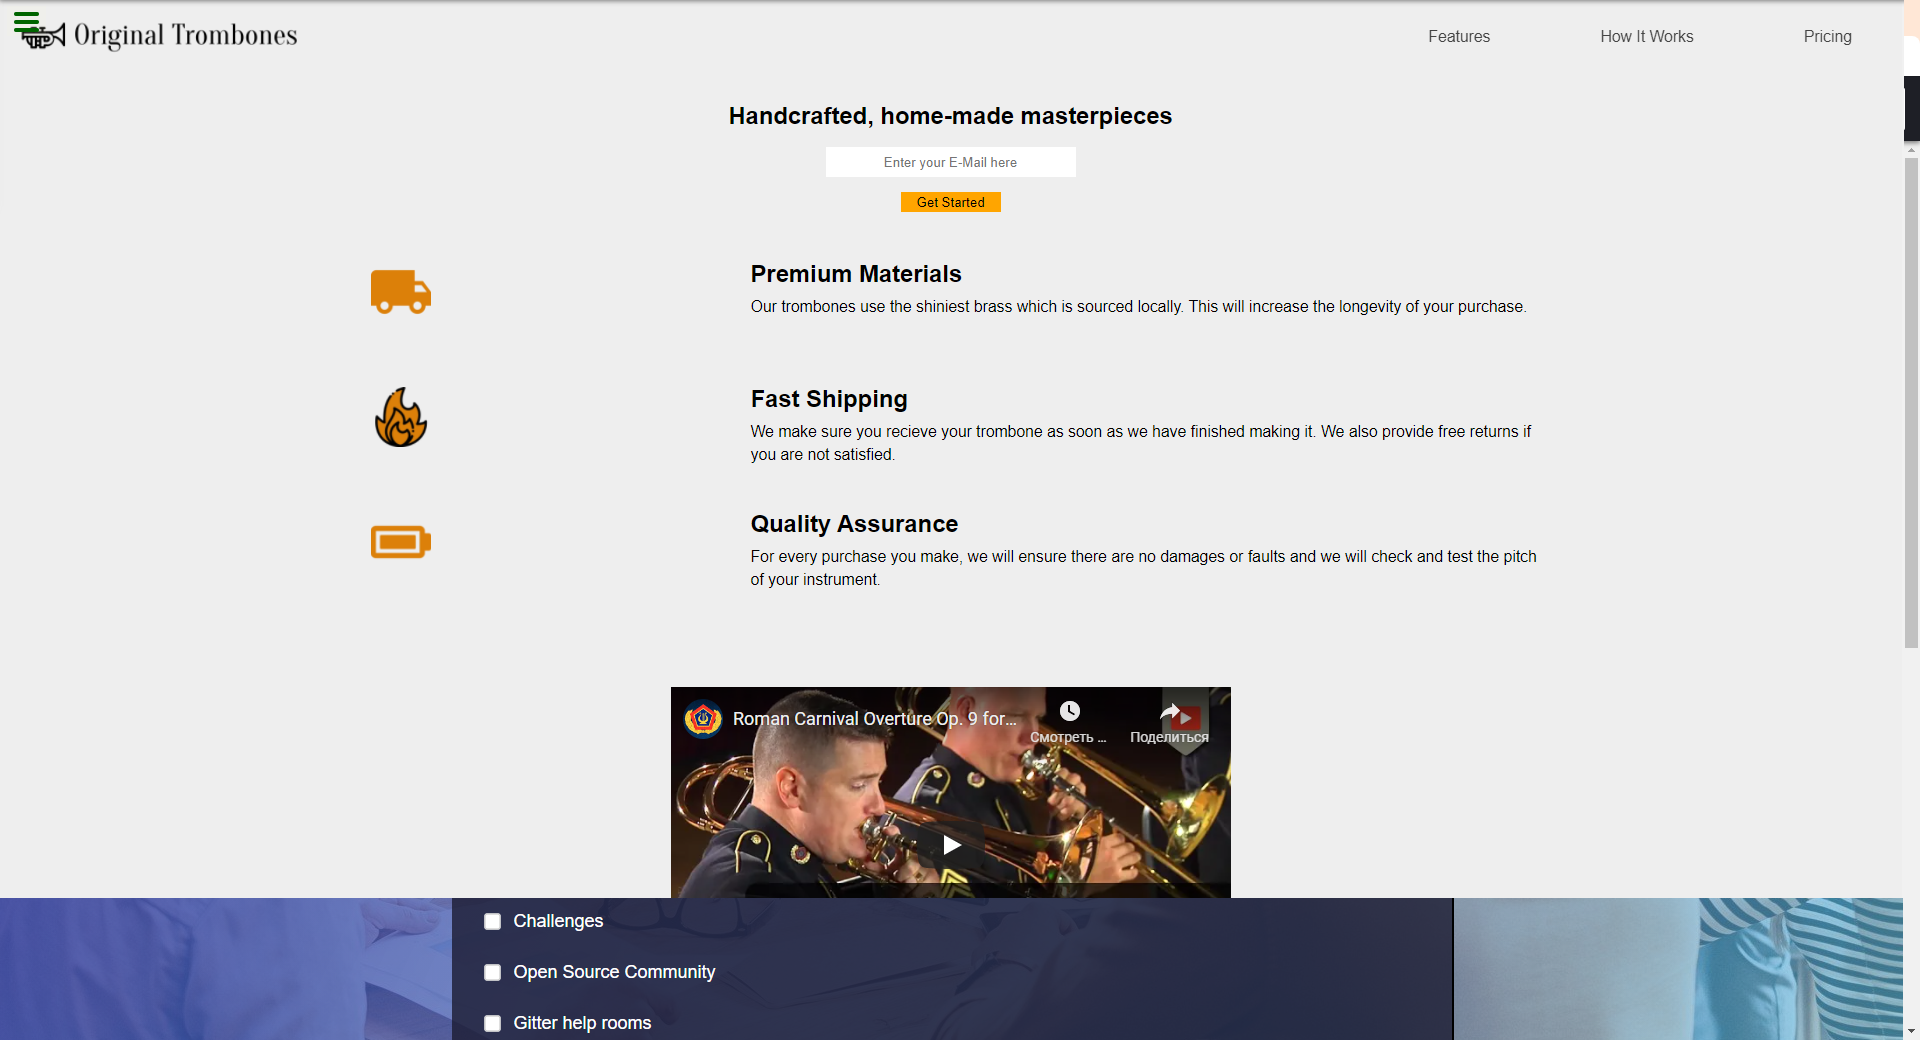 Original Trombones
Features
How It Works
Pricing
Handcrafted, home-made masterpieces
Enter your E-Mail here
Get Started
Premium Materials
Our trombones use the shiniest brass which is sourced locally. This will increase the longevity of your purchase.
Fast Shipping
We make sure you recieve your trombone as soon as we have finished making it. We also provide free returns if
you are not satisfied.
Quality Assurance
For every purchase you make, we will ensure there are no damages or faults and we will check and test the pitch
of your instrument.
Roman Carnival Overture Op. 9 for...
Смотреть ...
Поделиться
Challenges
Open Source Community
Gitter help rooms